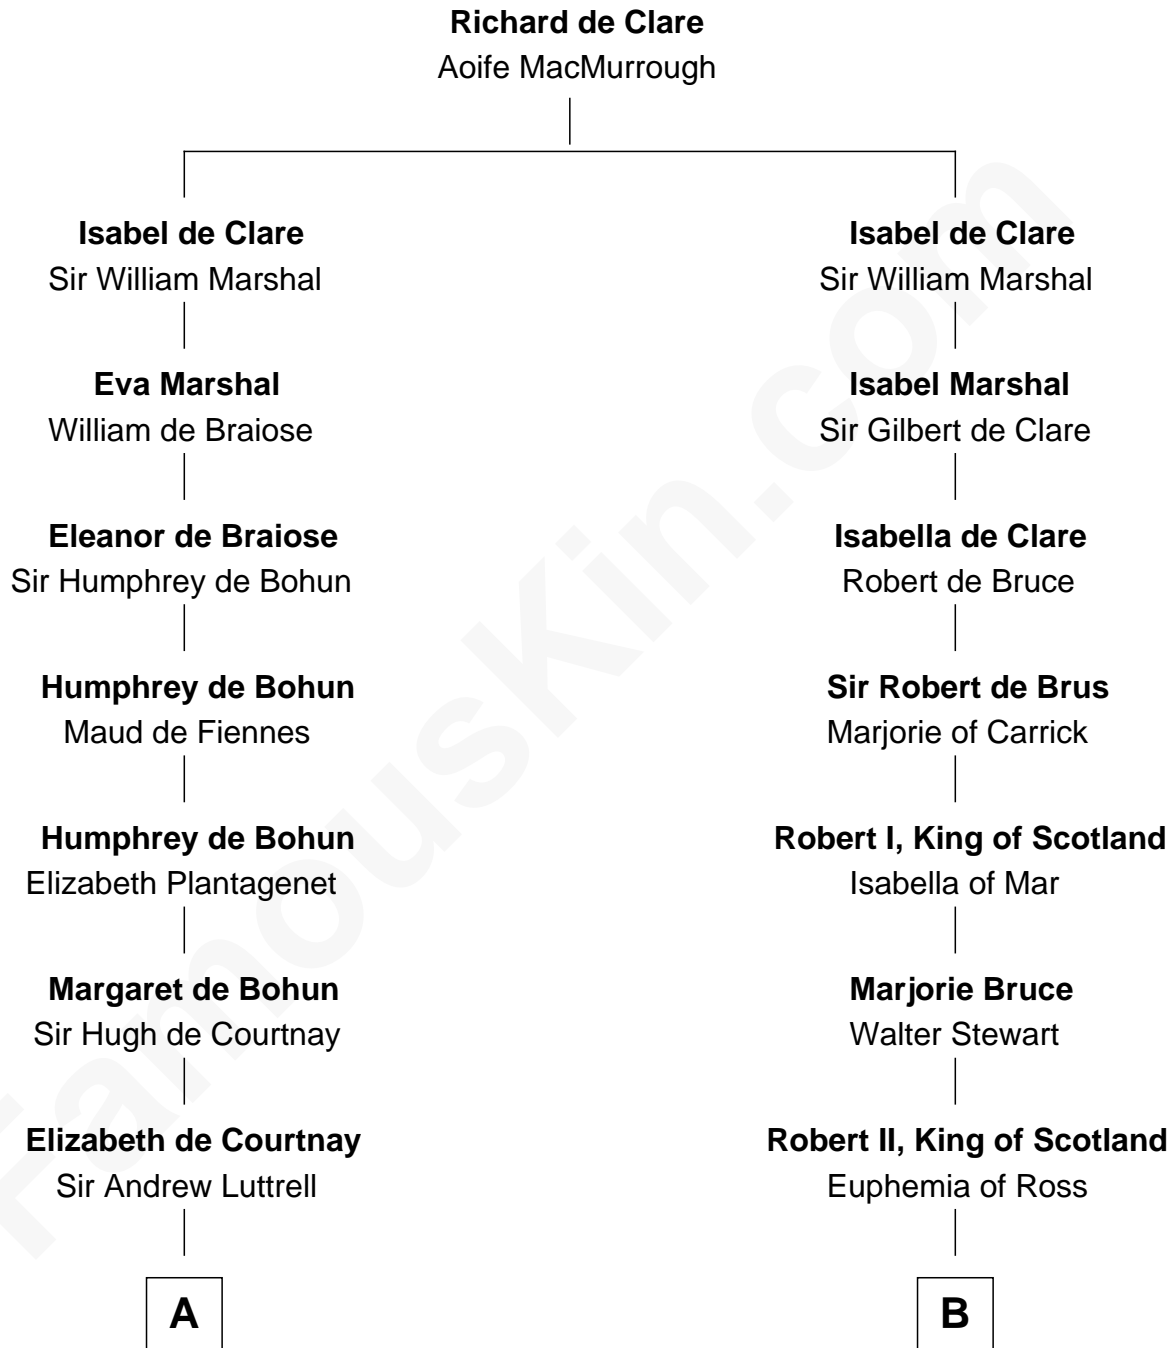 Richard de Clare
Aoife MacMurrough
Isabel de Clare
Sir William Marshal
Isabel de Clare
Sir William Marshal
Eva Marshal
William de Braiose
Isabel Marshal
Sir Gilbert de Clare
Eleanor de Braiose
Sir Humphrey de Bohun
Isabella de Clare
Robert de Bruce
Humphrey de Bohun
Maud de Fiennes
Sir Robert de Brus
Marjorie of Carrick
Humphrey de Bohun
Elizabeth Plantagenet
Robert I, King of Scotland
Isabella of Mar
Margaret de Bohun
Sir Hugh de Courtnay
Marjorie Bruce
Walter Stewart
Elizabeth de Courtnay
Sir Andrew Luttrell
Robert II, King of Scotland
Euphemia of Ross
A
B
FamousKin.com